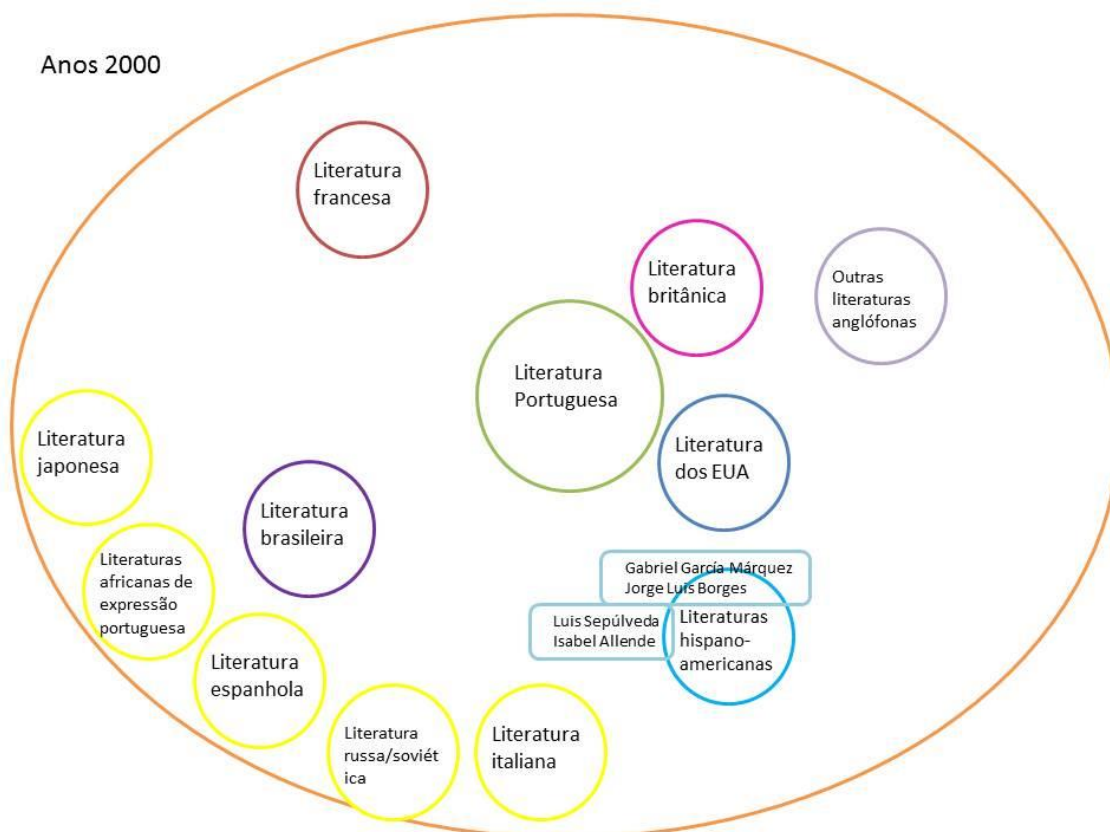 Anos 2000
Literatura
francesa
Literatura
britânica
Outras
literaturas
anglófonas
Literatura
Portuguesa
Literatura
japonesa
Literatura
dos EUA
Literatura
brasileira
Literaturas
africanas de
expressão
portuguesa
Gabriel García Márquez
Jorge Luis Borges
Luis Sepúlveda
Isabel Allende
Literaturas
hispano-
americanas
Literatura
espanhola
Literatura
russa/soviét
ica
Literatura
italiana